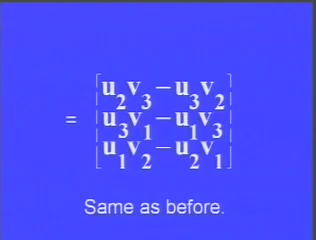 = [u₂v₃ − u₃v₂
u₃v₁ − u₁v₃
u₁v₂ − u₂v₁]
Same as before.